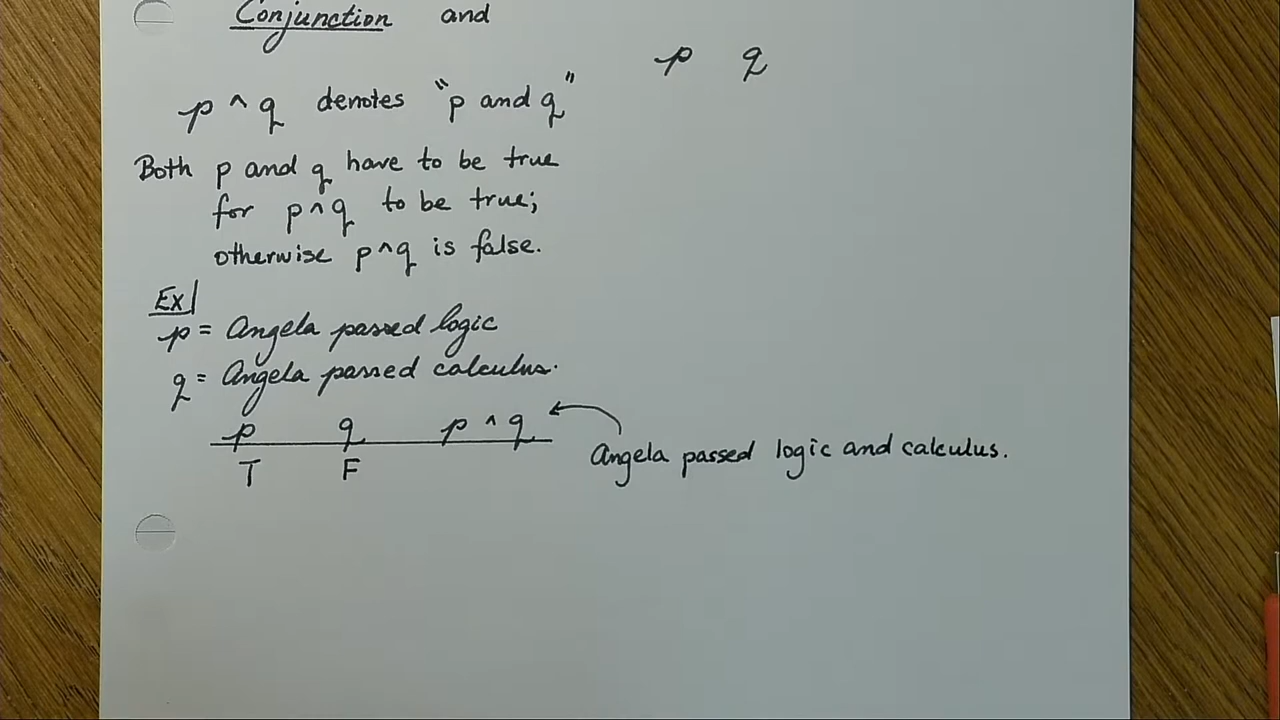 Conjunction and
p q
p ^ q denotes "p and q"
Both p and q have to be true
for p^q to be true;
otherwise p^q is false.
Ex
p = Angela passed logic
q = Angela passed calculus.
p q p ^ q
Angela passed logic and calculus.
T F